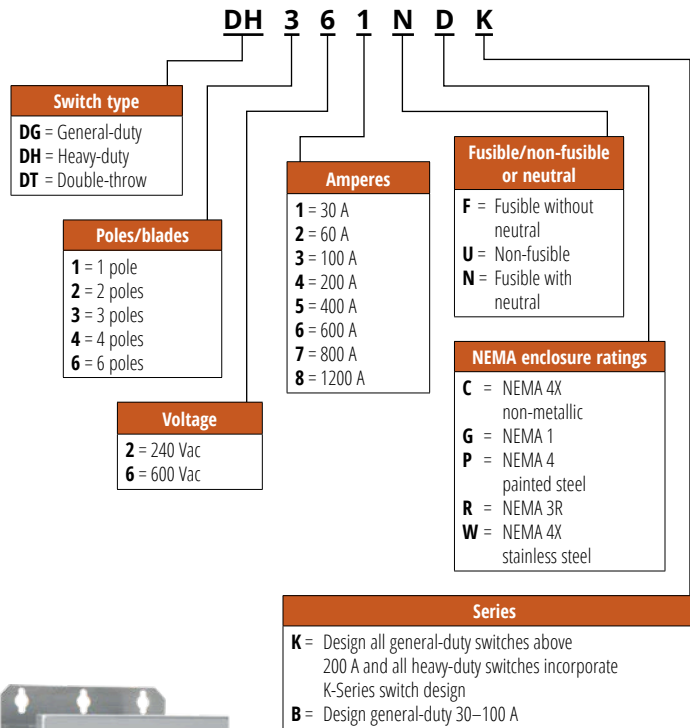 DH 3 6 1 N D K
Switch type
DG = General-duty
DH = Heavy-duty
DT = Double-throw
Poles/blades
1 = 1 pole
2 = 2 poles
3 = 3 poles
4 = 4 poles
6 = 6 poles
Voltage
2 = 240 Vac
6 = 600 Vac
Amperes
1 = 30 A
2 = 60 A
3 = 100 A
4 = 200 A
5 = 400 A
6 = 600 A
7 = 800 A
8 = 1200 A
Fusible/non-fusible
or neutral
F = Fusible without
neutral
U = Non-fusible
N = Fusible with
neutral
NEMA enclosure ratings
C = NEMA 4X
non-metallic
G = NEMA 1
P = NEMA 4
painted steel
R = NEMA 3R
W = NEMA 4X
stainless steel
Series
K = Design all general-duty switches above
200 A and all heavy-duty switches incorporate
K-Series switch design
B = Design general-duty 30–100 A